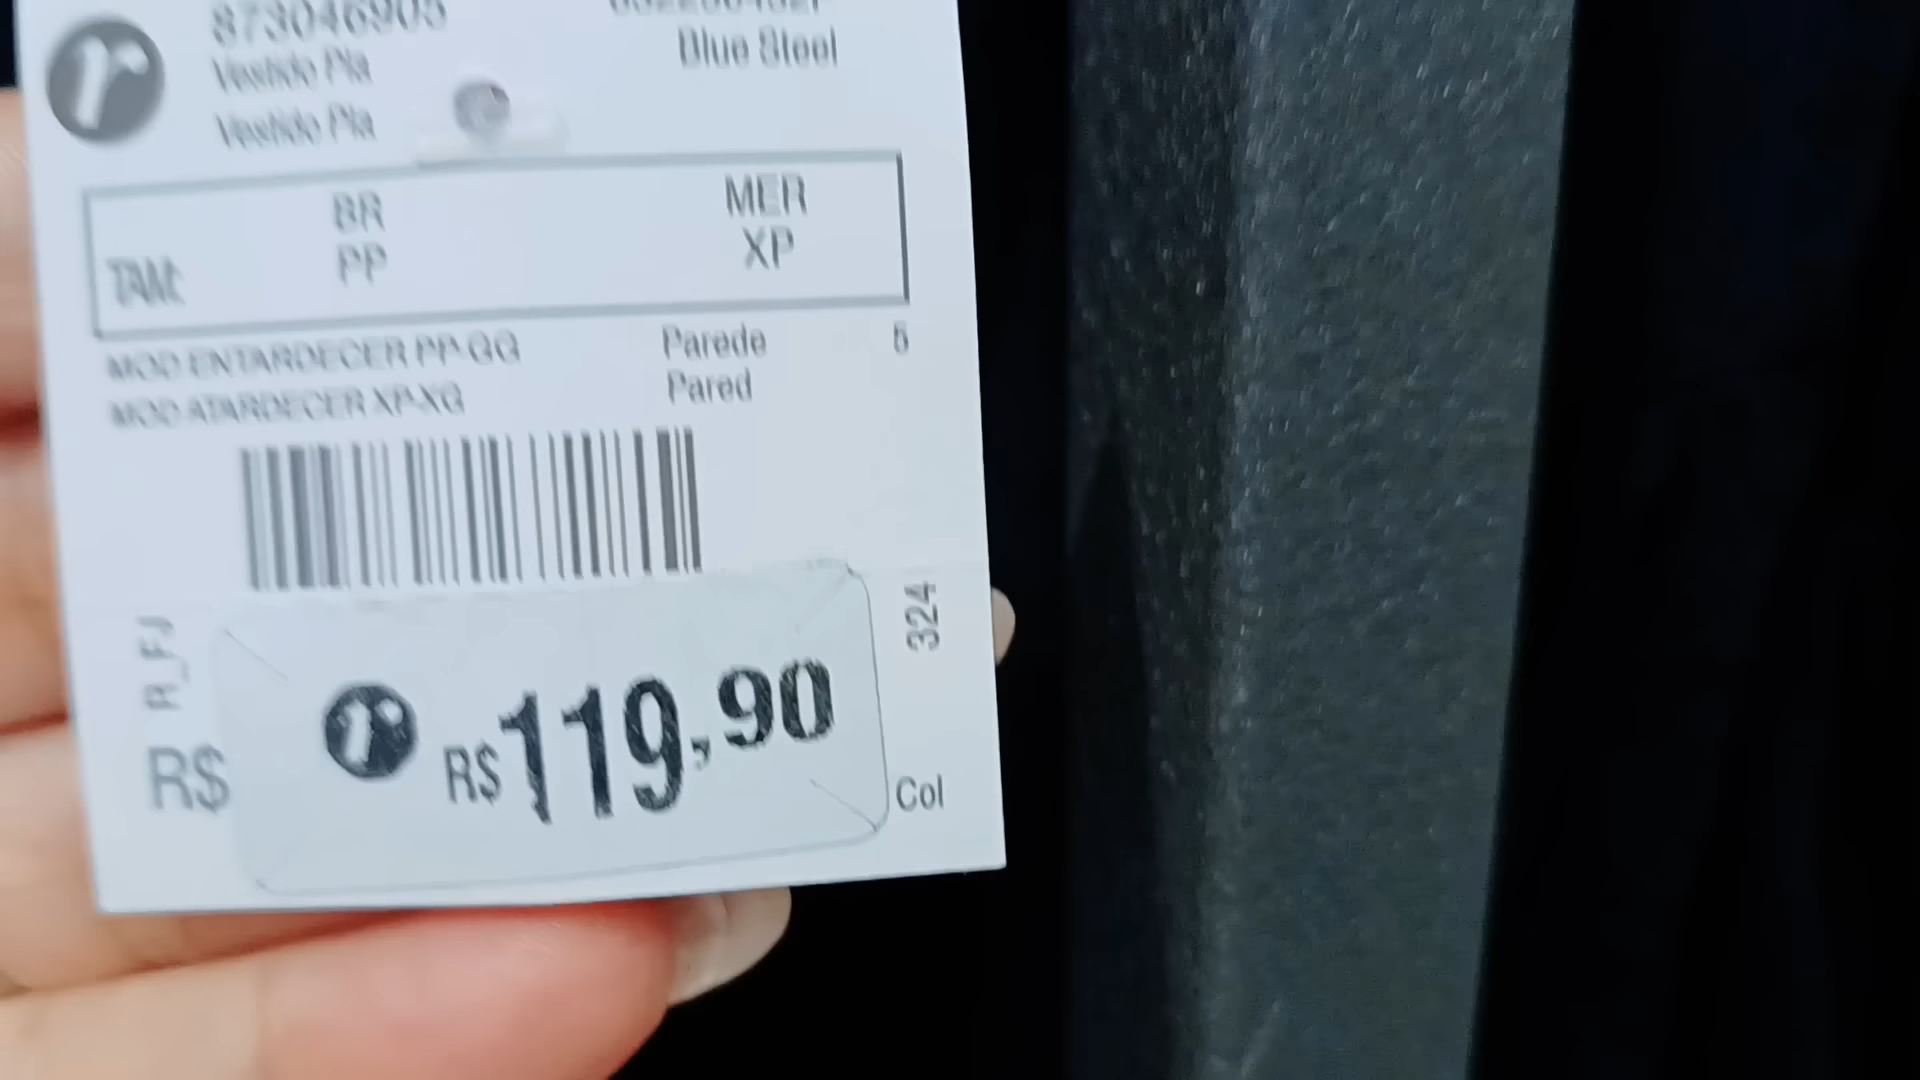 873046905
Blue Steel
Vestido Pla
Vestido Pla
BR MER
TAM: PP XP
MOD ENTARDECER PP-GG Parede 5
MOD ATARDECER XP-XG Pared
R_FJ
324
R$
r R$119,90
Col